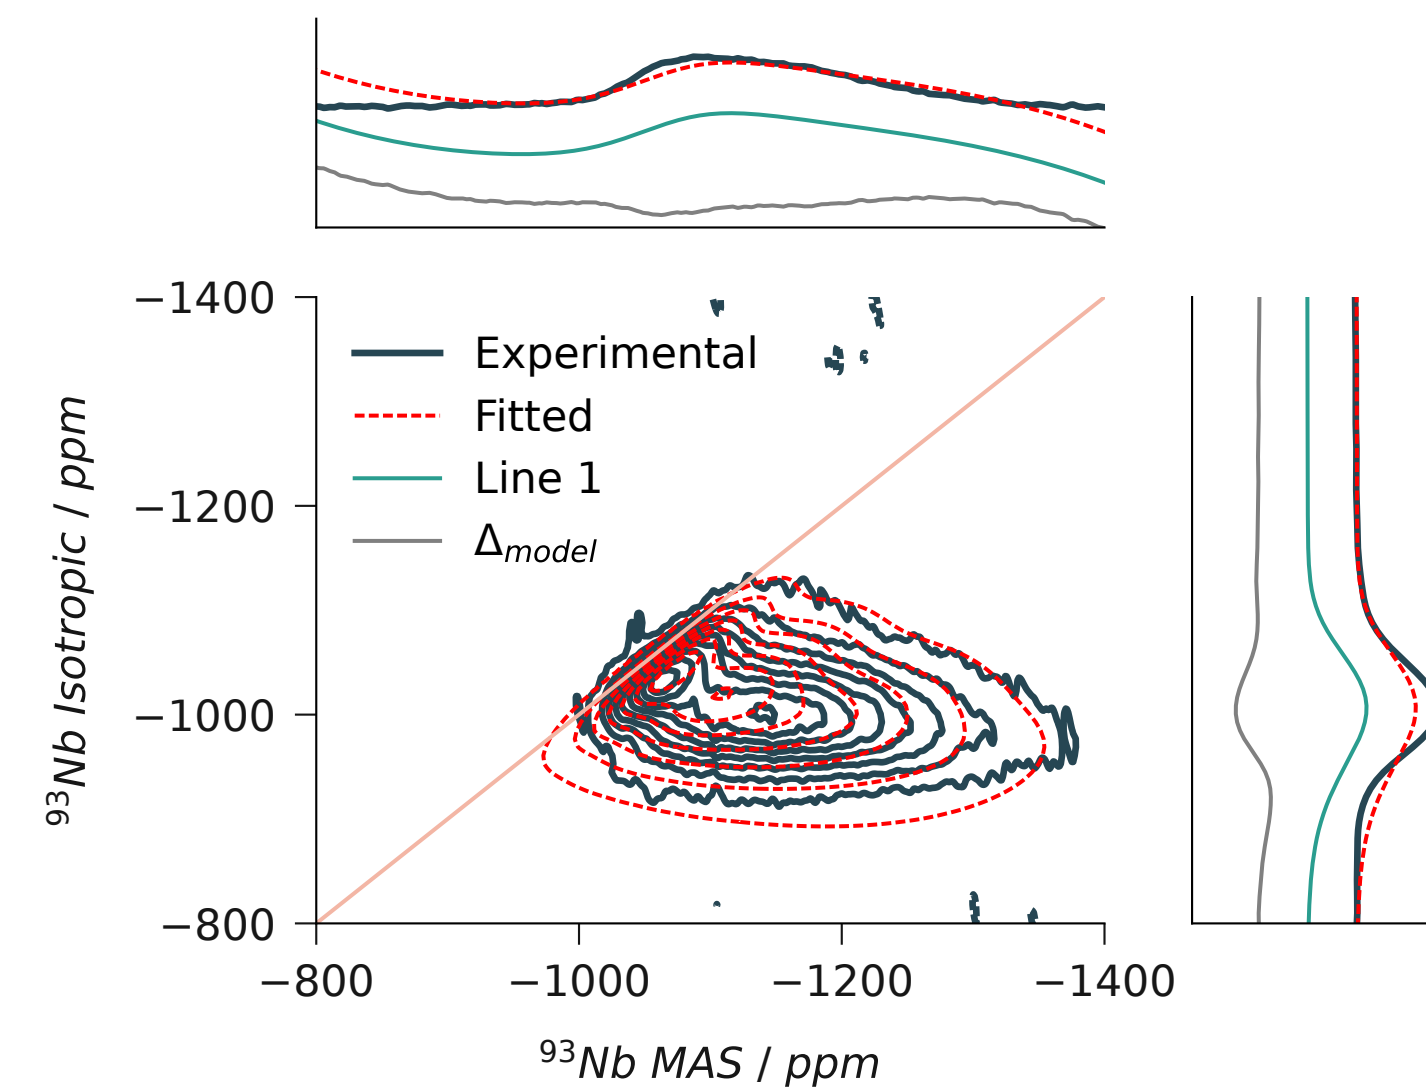 −1400
Experimental
Fitted
Line 1
Δmodel
−1200
−1000
−800
93Nb Isotropic / ppm
−800
−1000
−1200
−1400
93Nb MAS / ppm